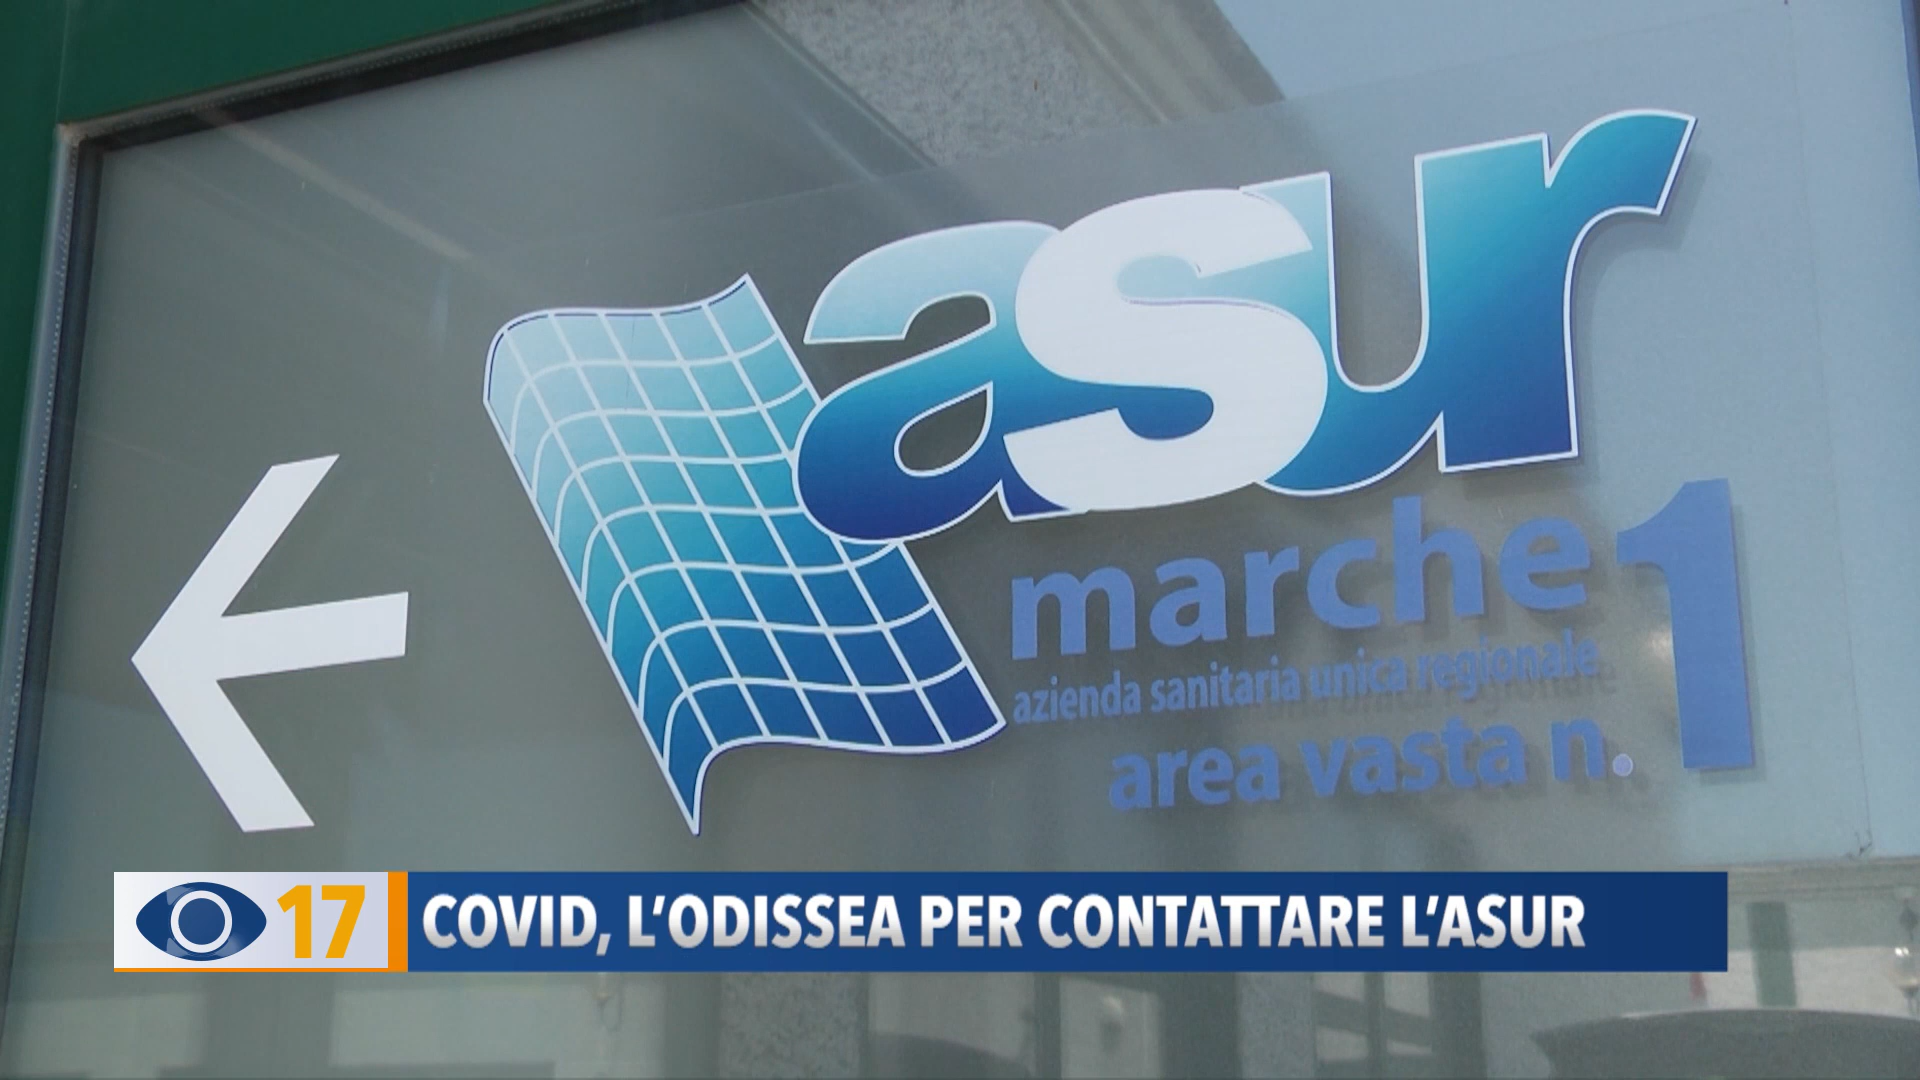 asur
marche 1
azienda sanitaria unica regionale
area vasta n.
17 COVID, L'ODISSEA PER CONTATTARE L'ASUR